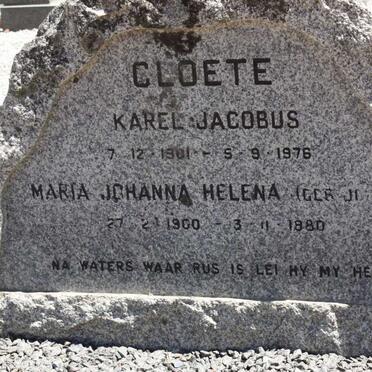 CLOETE
KAREL JACOBUS
7-12-1901 - 5-9-1976
MARIA JOHANNA HELENA
27-2-1900 - 3-11-1980
NA WATERS WAAR RUS IS LEI HY MY HE